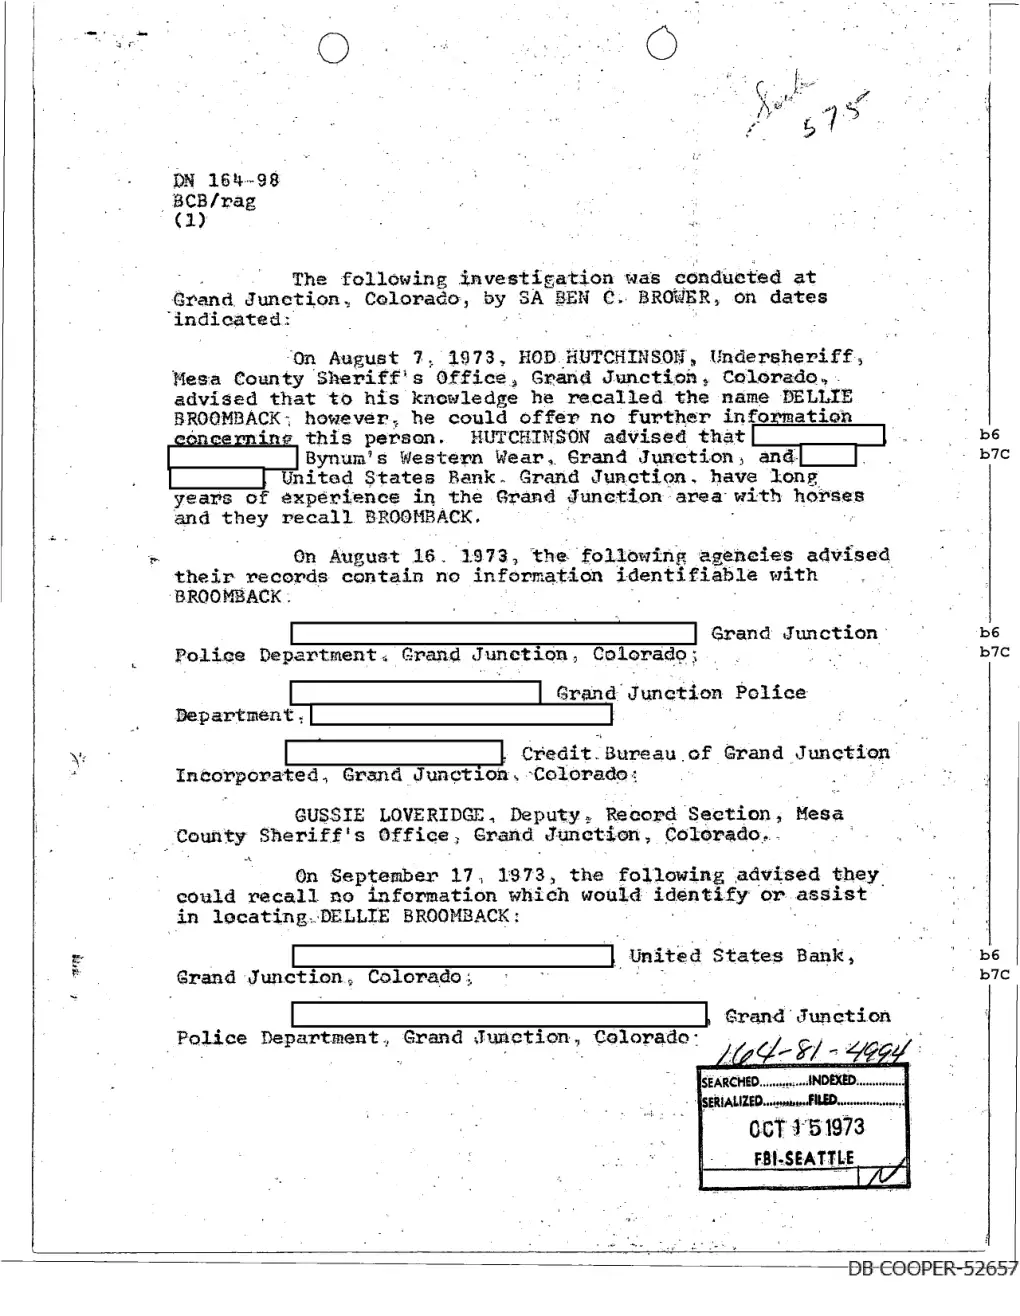 575
DN 164-98
BCB/rag
(1)
The following investigation was conducted at
Grand Junction, Colorado, by SA BEN C. BROWER, on dates
indicated:
On August 7, 1973, HOD HUTCHINSON, Undersheriff,
Mesa County Sheriff's Office, Grand Junction, Colorado,
advised that to his knowledge he recalled the name DELLIE
BROOMBACK; however, he could offer no further information
concerning this person. HUTCHINSON advised that
b6
Bynum's Western Wear, Grand Junction, and
b7C
United States Bank, Grand Junction, have long
years of experience in the Grand Junction area with horses
and they recall BROOMBACK.
On August 16, 1973, the following agencies advised
their records contain no information identifiable with
BROOMBACK:
Grand Junction
b6
Police Department, Grand Junction, Colorado;
b7C
Grand Junction Police
Department,
Credit Bureau of Grand Junction
Incorporated, Grand Junction, Colorado;
GUSSIE LOVERIDGE, Deputy, Record Section, Mesa
County Sheriff's Office, Grand Junction, Colorado.
On September 17, 1973, the following advised they
could recall no information which would identify or assist
in locating DELLIE BROOMBACK:
, United States Bank,
b6
Grand Junction, Colorado;
b7C
, Grand Junction
Police Department, Grand Junction, Colorado:
164-81-4994
SEARCHED............INDEXED............
SERIALIZED............FILED............
OCT 15 1973
FBI-SEATTLE
N
DB COOPER-52657